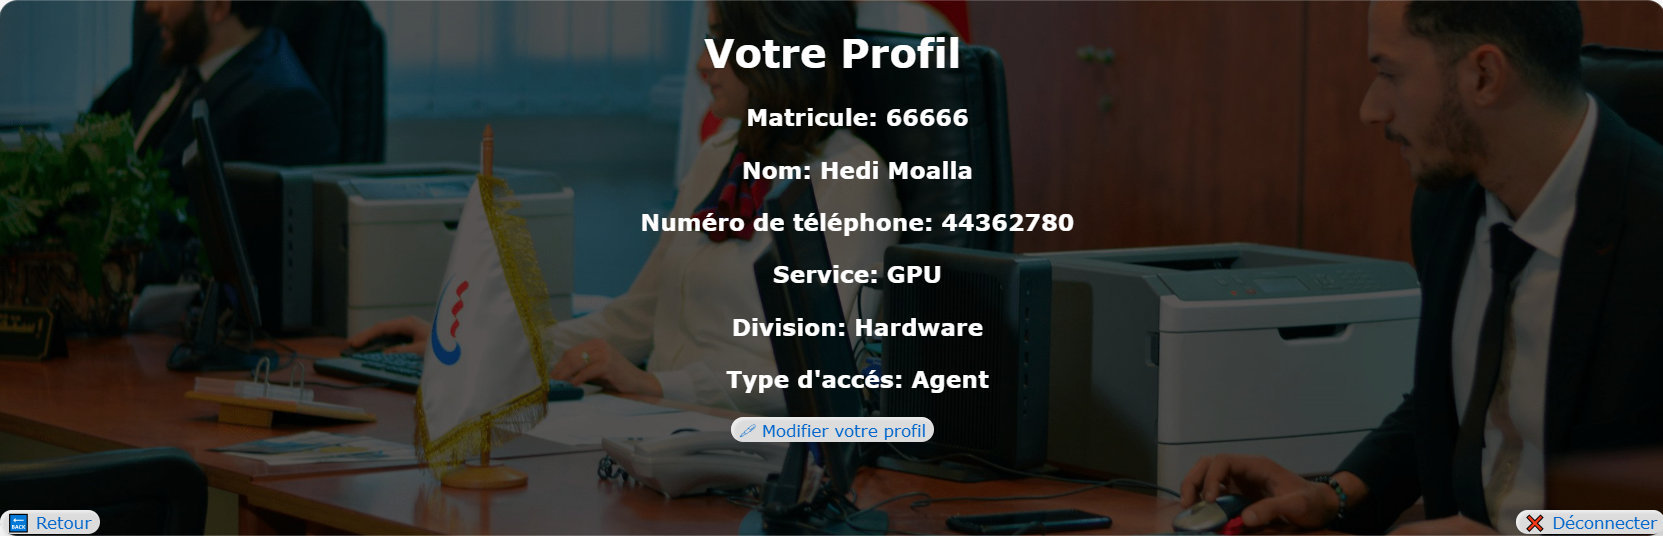 Votre Profil
Matricule: 66666
Nom: Hedi Moalla
Numéro de téléphone: 44362780
Service: GPU
Division: Hardware
Type d'accés: Agent
Modifier votre profil
BACK Retour
Déconnecter